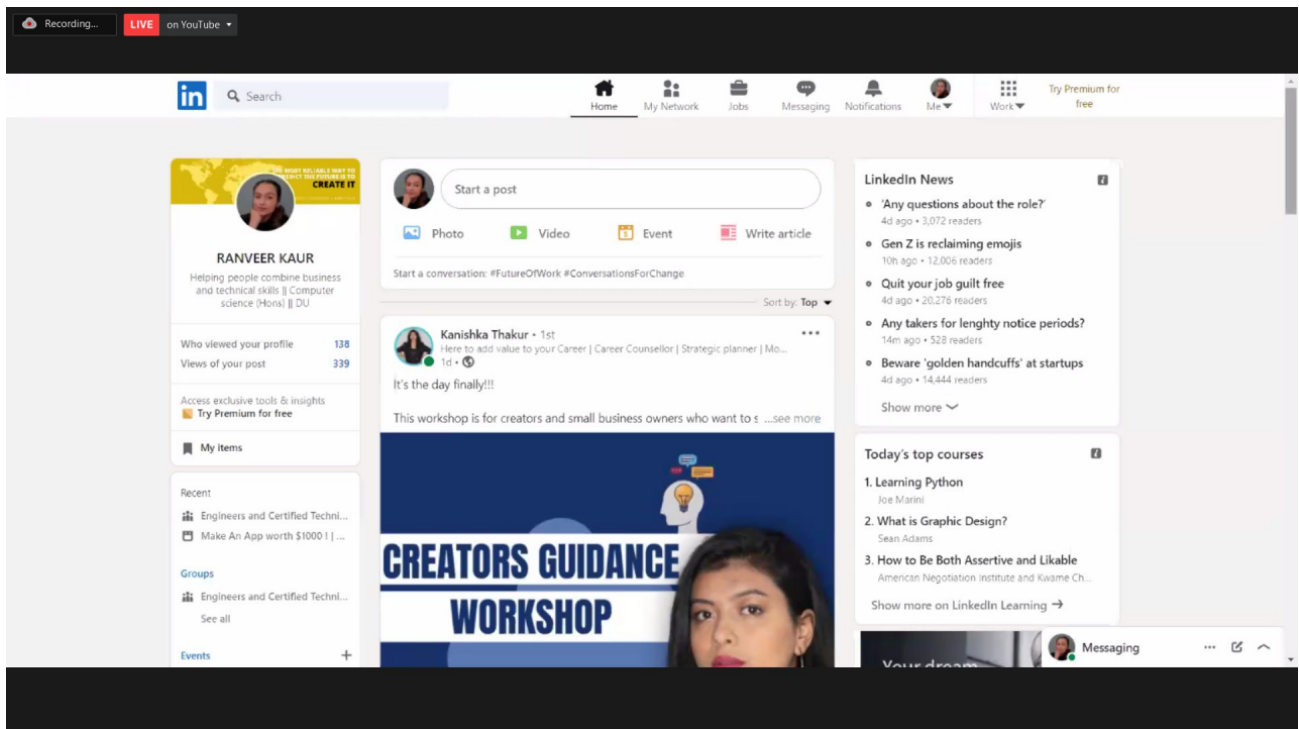 Recording...
LIVE on YouTube
in
Search
Home
My Network
Jobs
Messaging
Notifications
Me
Work
Try Premium for
free
CREATE IT
RANVEER KAUR
Helping people combine business
and technical skills || Computer
science (Hons) || DU
Who viewed your profile 138
Views of your post 339
Access exclusive tools & insights
Try Premium for free
My items
Recent
Engineers and Certified Techni...
Make An App worth $1000 ! | ...
Groups
Engineers and Certified Techni...
See all
Events +
Start a post
Photo
Video
Event
Write article
Start a conversation: #FutureOfWork #ConversationsForChange
Sort by: Top
Kanishka Thakur • 1st
Here to add value to your Career | Career Counsellor | Strategic planner | Mo...
1d •
It's the day finally!!!
This workshop is for creators and small business owners who want to s ...see more
CREATORS GUIDANCE
WORKSHOP
LinkedIn News
'Any questions about the role?'
4d ago • 3,072 readers
Gen Z is reclaiming emojis
10h ago • 12,006 readers
Quit your job guilt free
4d ago • 20,276 readers
Any takers for lenghty notice periods?
14m ago • 528 readers
Beware 'golden handcuffs' at startups
4d ago • 14,444 readers
Show more
Today's top courses
1. Learning Python
Joe Marini
2. What is Graphic Design?
Sean Adams
3. How to Be Both Assertive and Likable
American Negotiation Institute and Kwame Ch...
Show more on LinkedIn Learning →
Your dream
Messaging ...